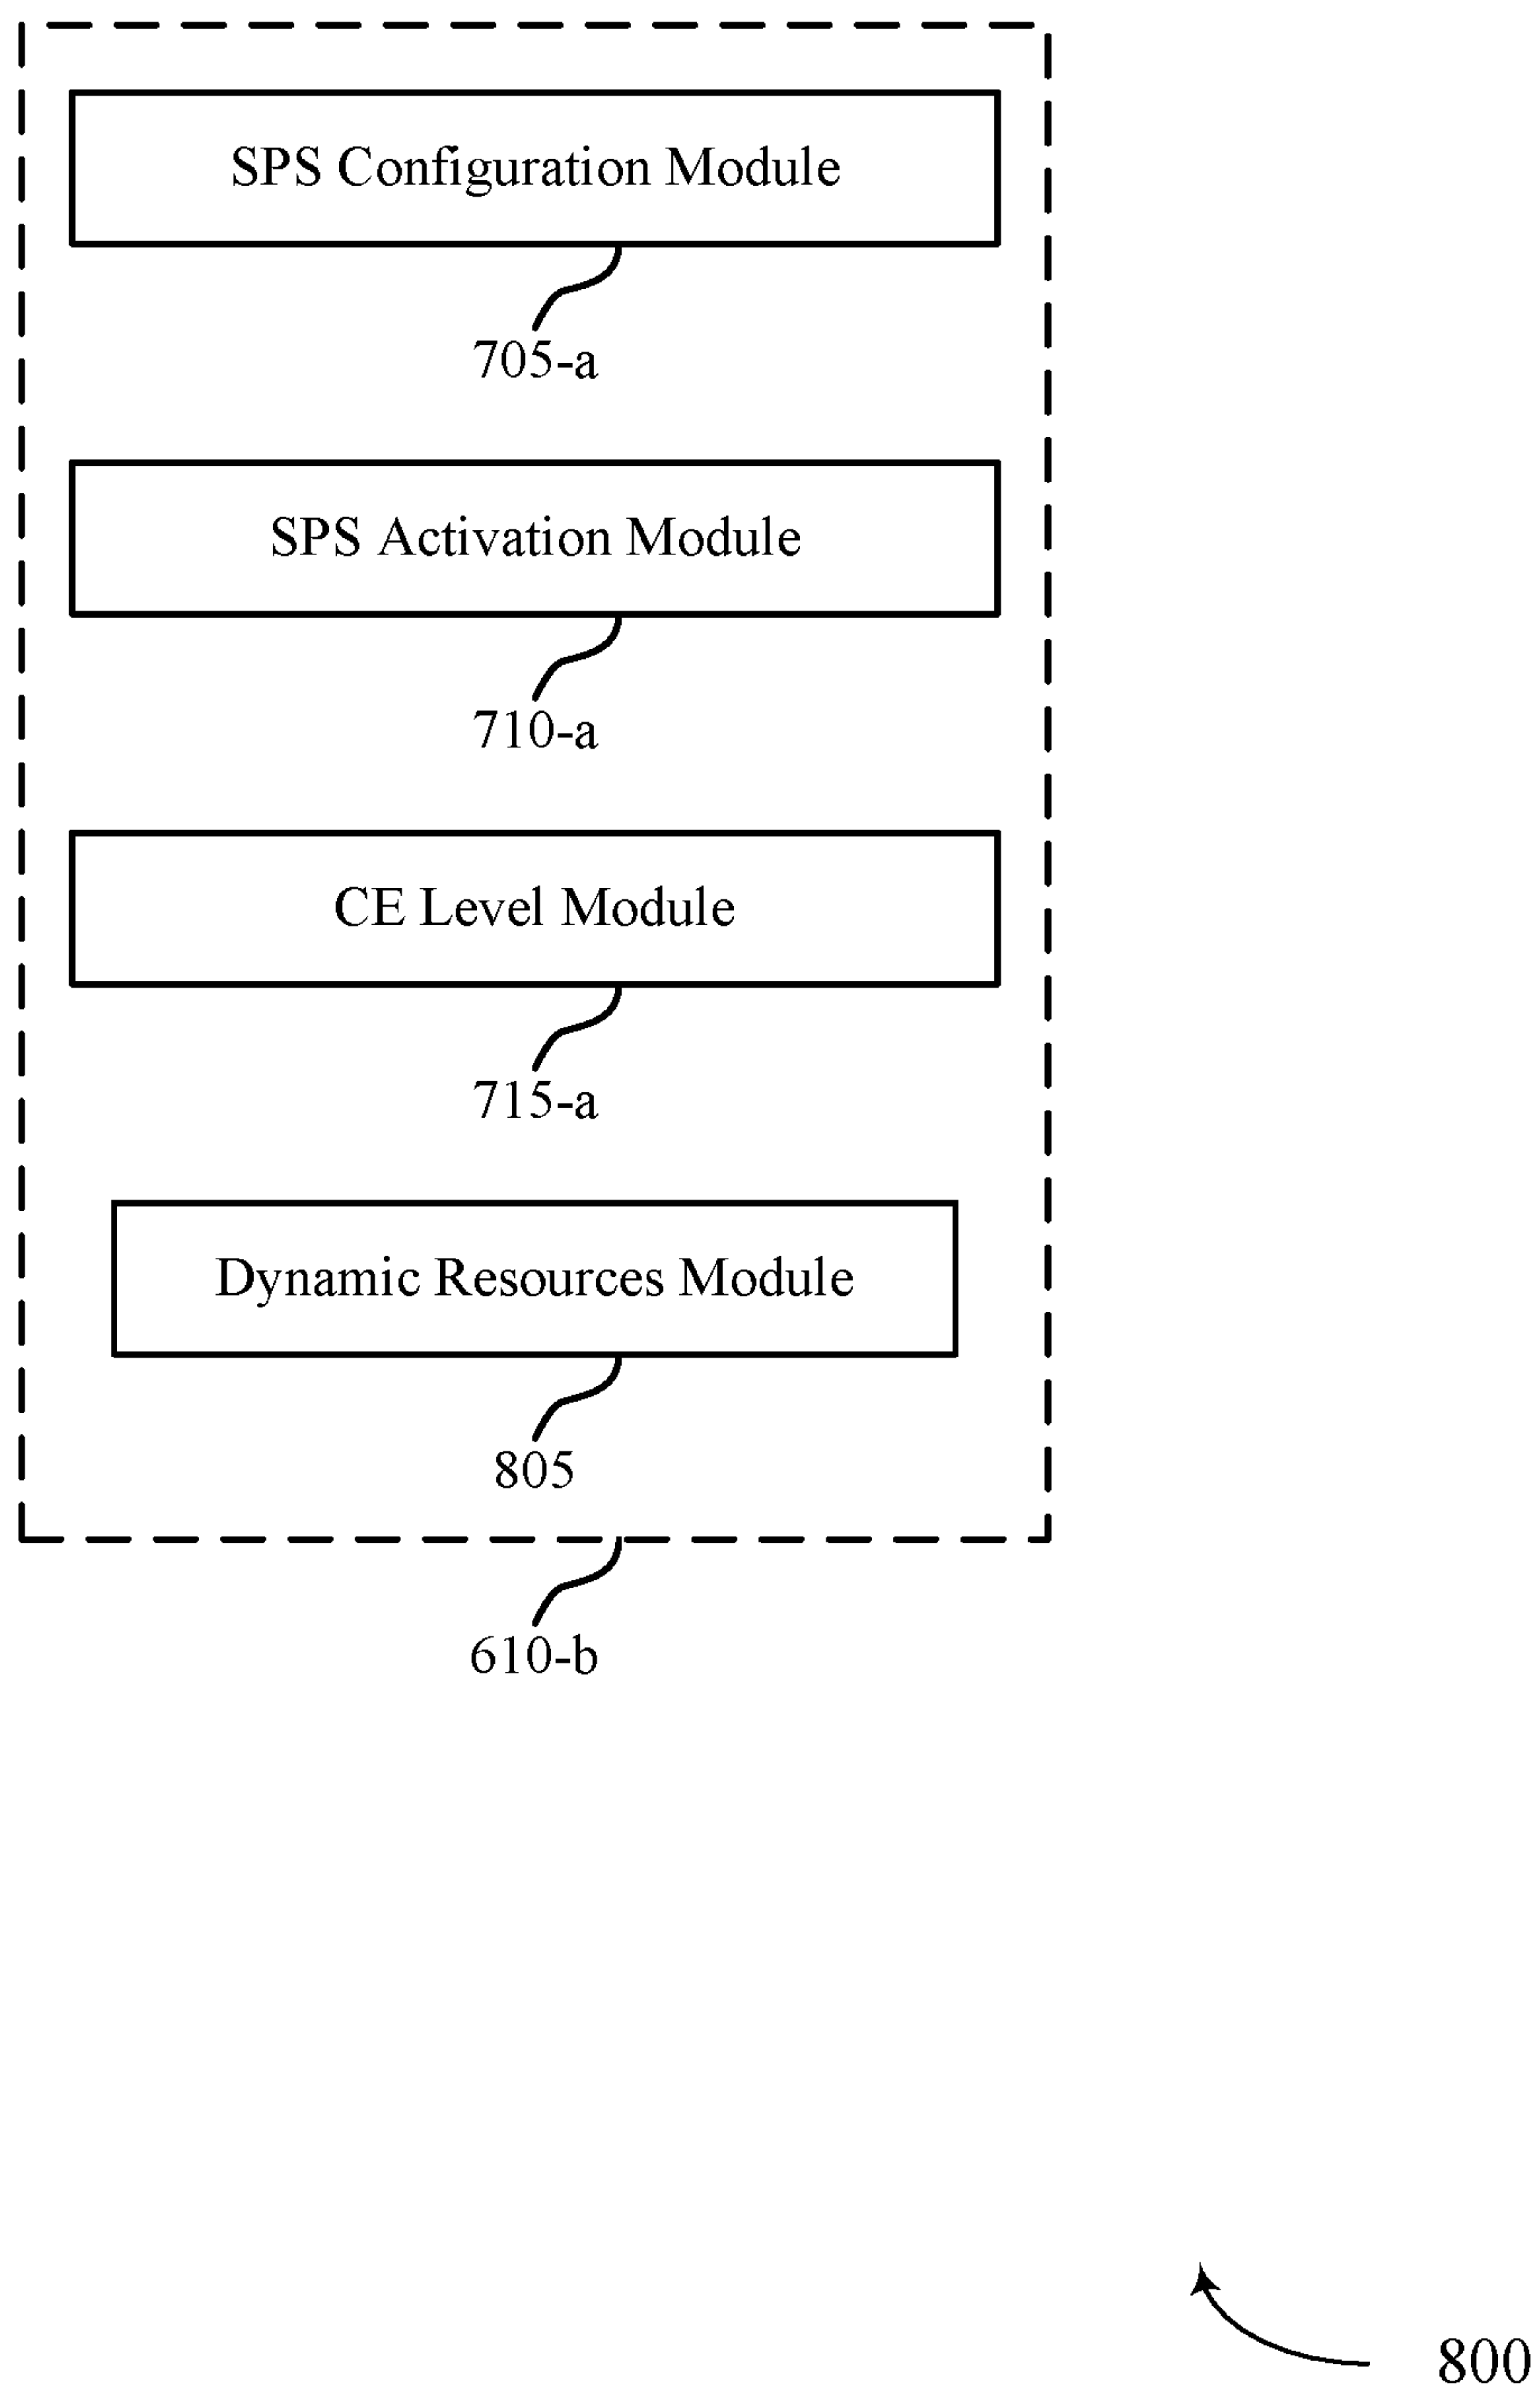 SPS Configuration Module
705-a
SPS Activation Module
710-a
CE Level Module
715-a
Dynamic Resources Module
805
610-b
800